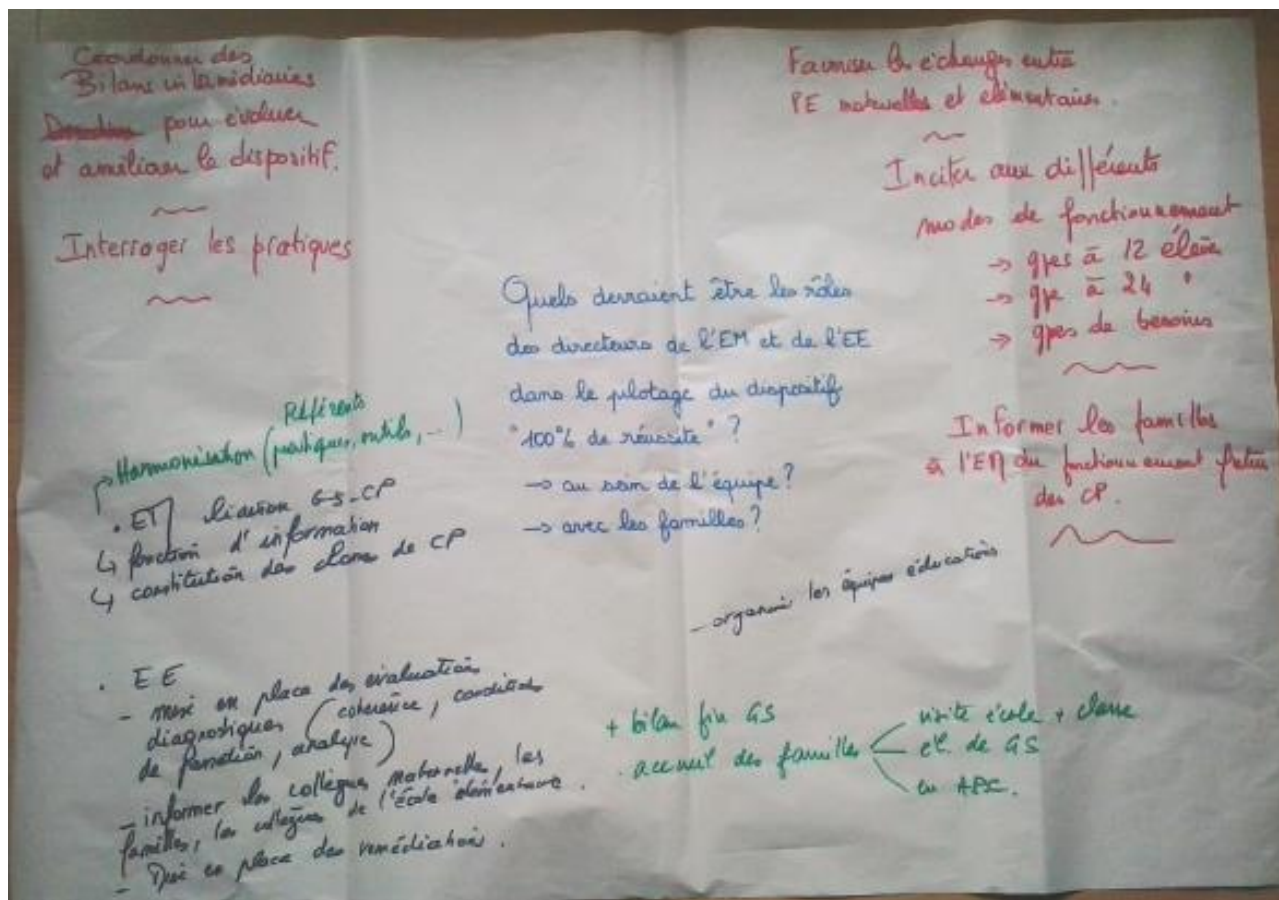 Coordonner des
Bilans intermédiaires
pour évaluer
et améliorer le dispositif.
Interroger les pratiques
Favoriser les échanges entre
PE maternelles et élémentaires.
Inciter aux différents
modes de fonctionnement
→ gpes à 12 élèves
→ gpe à 24 "
→ gpes de besoins
Informer les familles
à l'EM du fonctionnement futur
des CP.
Quels devraient être les rôles
des directeurs de l'EM et de l'EE
dans le pilotage du dispositif
"100% de réussite" ?
→ au sein de l'équipe ?
→ avec les familles ?
Référents
Harmonisation (pratiques, outils, ...)
. EM liaison GS-CP
↳ fonction d'information
↳ constitution des classes de CP
- organiser les équipes éducatives
. EE
- mise en place des évaluations
diagnostiques (cohérence, conditions
de passation, analyse)
- informer les collègues maternelle, les
familles, les collègues de l'école élémentaire.
- Mise en place des remédiations.
+ bilan fin GS
. accueil des familles
visite école + classe
él. de GS
en APC.